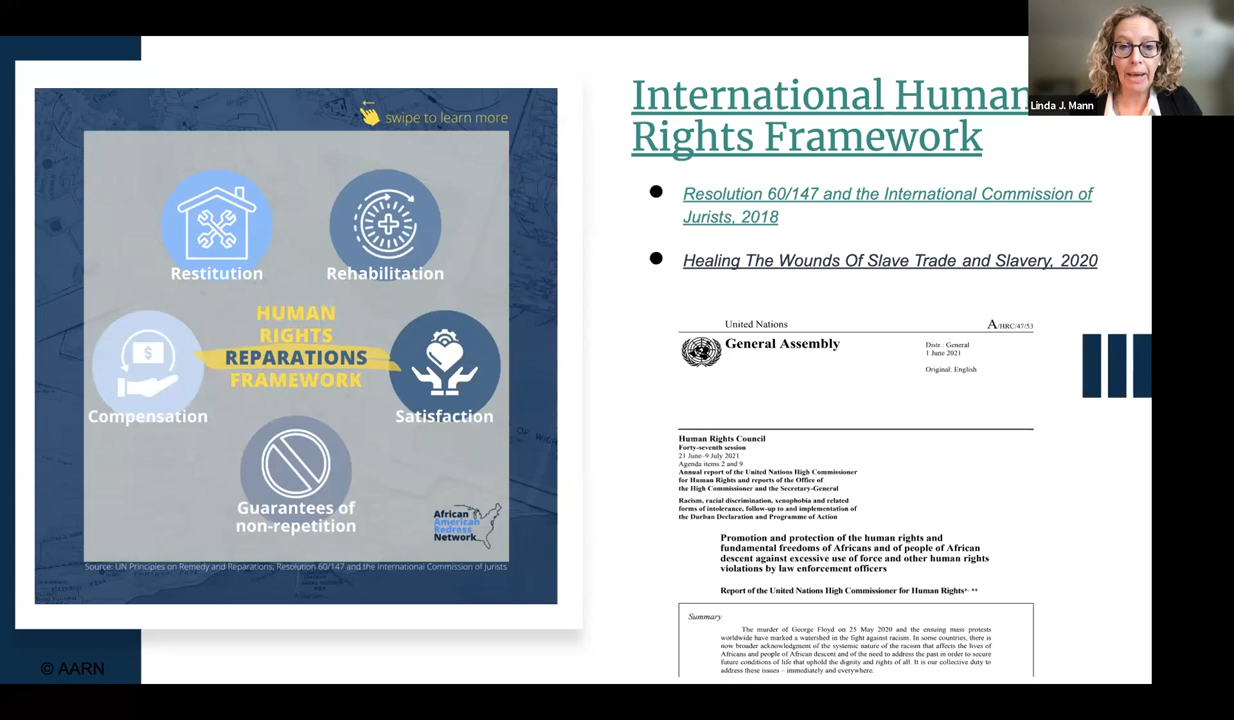 swipe to learn more
Restitution
Rehabilitation
HUMAN
RIGHTS
REPARATIONS
FRAMEWORK
Compensation
Satisfaction
Guarantees of
non-repetition
African
American
Redress
Network
Source: UN Principles on Remedy and Reparations; Resolution 60/147 and the International Commission of Jurists
© AARN
International Human
Rights Framework
Linda J. Mann
● Resolution 60/147 and the International Commission of
Jurists, 2018
● Healing The Wounds Of Slave Trade and Slavery, 2020
United Nations
A/HRC/47/53
General Assembly
Distr.: General
1 June 2021
Original: English
Human Rights Council
Forty-seventh session
21 June–9 July 2021
Agenda items 2 and 9
Annual report of the United Nations High Commissioner
for Human Rights and reports of the Office of
the High Commissioner and the Secretary-General
Racism, racial discrimination, xenophobia and related
forms of intolerance, follow-up to and implementation of
the Durban Declaration and Programme of Action
Promotion and protection of the human rights and
fundamental freedoms of Africans and of people of African
descent against excessive use of force and other human rights
violations by law enforcement officers
Report of the United Nations High Commissioner for Human Rights*· **
Summary
The murder of George Floyd on 25 May 2020 and the ensuing mass protests
worldwide have marked a watershed in the fight against racism. In some countries, there is
now broader acknowledgment of the systemic nature of the racism that affects the lives of
Africans and people of African descent and of the need to address the past in order to secure
future conditions of life that uphold the dignity and rights of all. It is our collective duty to
address these issues – immediately and everywhere.